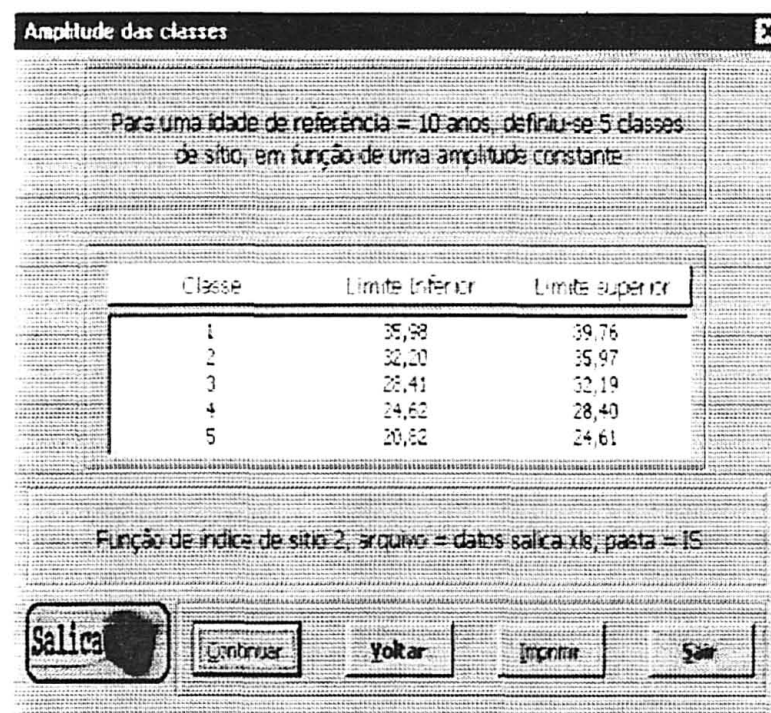 Amplitude das classes
Para uma idade de referência = 10 anos, definiu-se 5 classes
de sítio, em função de uma amplitude constante
Classe Limite Inferior Limite superior
1 35,98 39,76
2 32,20 35,97
3 28,41 32,19
4 24,62 28,40
5 20,82 24,61
Função de índice de sítio 2, arquivo = datos salica.xls, pasta = IS
Salica Continuar Voltar Imprimir Sair